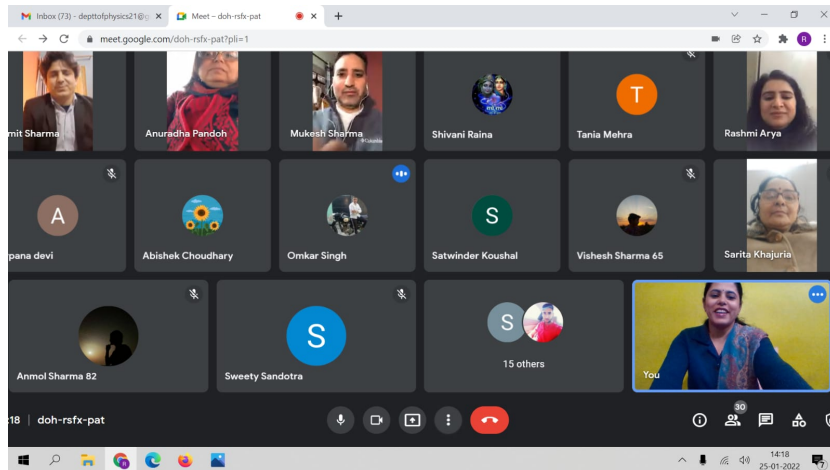 Inbox (73) - depttofphysics21@g
Meet – doh-rsfx-pat
meet.google.com/doh-rsfx-pat?pli=1
R
mit Sharma
Anuradha Pandoh
Mukesh Sharma
Shivani Raina
T
Tania Mehra
Rashmi Arya
A
pana devi
Abishek Choudhary
Omkar Singh
S
Satwinder Koushal
Vishesh Sharma 65
Sarita Khajuria
Anmol Sharma 82
S
Sweety Sandotra
S
15 others
You
:18 | doh-rsfx-pat
30
14:18
25-01-2022